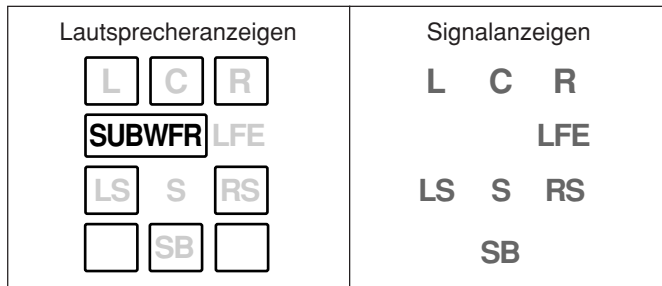 Lautsprecheranzeigen
L C R
SUBWFR LFE
LS S RS
SB
Signalanzeigen
L C R
LFE
LS S RS
SB